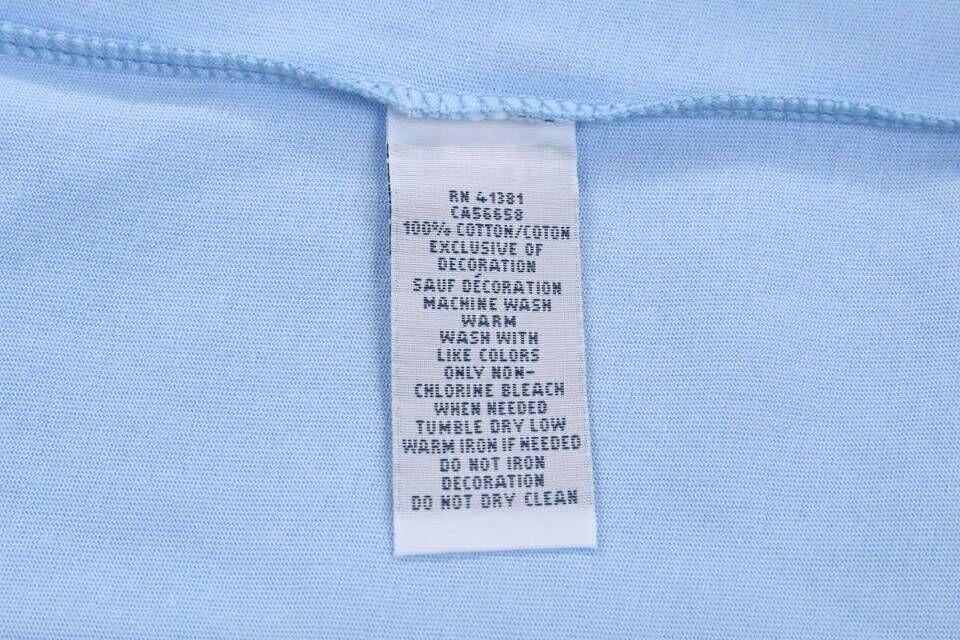 RN 41381
CA56658
100% COTTON/COTON
EXCLUSIVE OF
DECORATION
SAUF DÉCORATION
MACHINE WASH
WARM
WASH WITH
LIKE COLORS
ONLY NON-
CHLORINE BLEACH
WHEN NEEDED
TUMBLE DRY LOW
WARM IRON IF NEEDED
DO NOT IRON
DECORATION
DO NOT DRY CLEAN